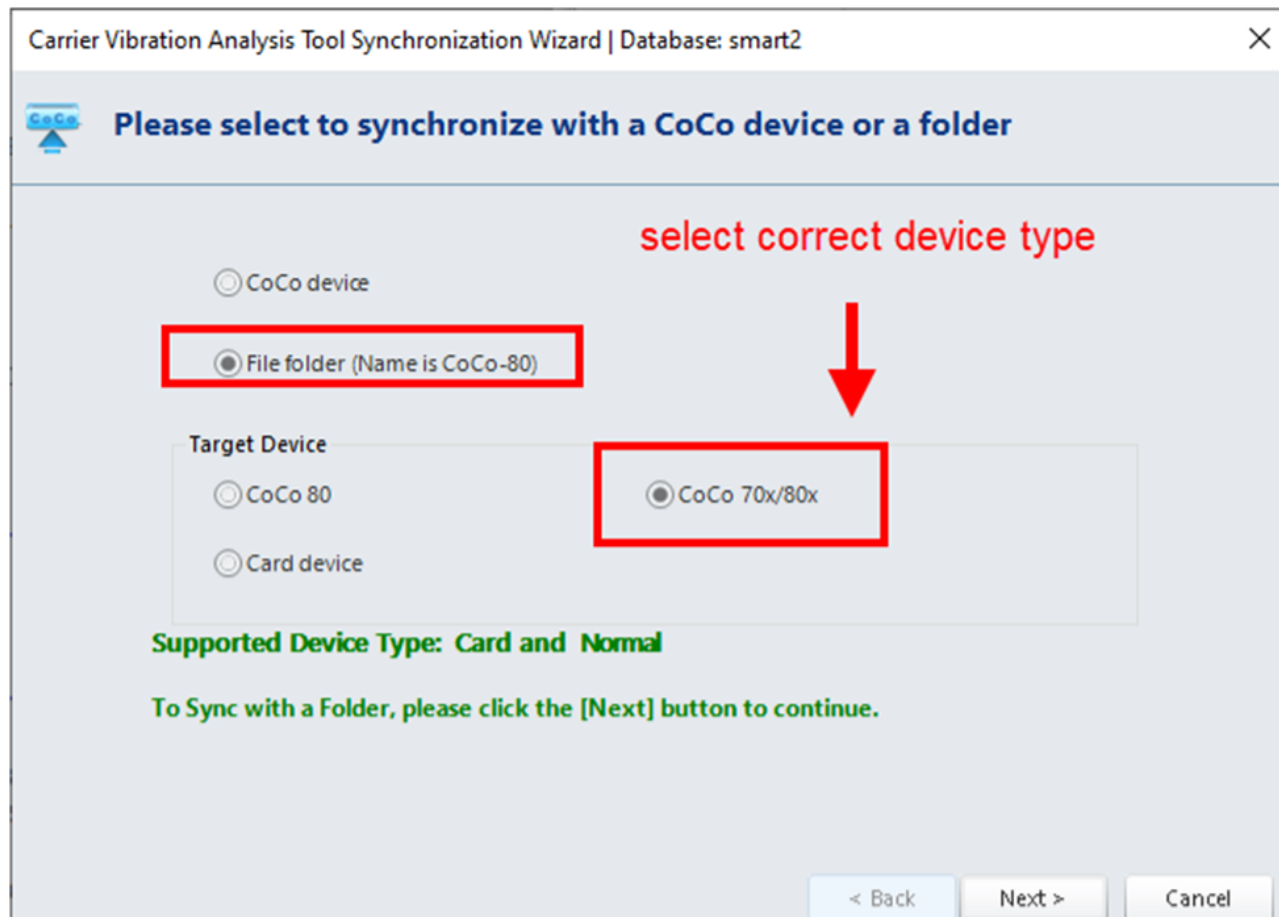 Carrier Vibration Analysis Tool Synchronization Wizard | Database: smart2
CoCo
Please select to synchronize with a CoCo device or a folder
select correct device type
CoCo device
File folder (Name is CoCo-80)
Target Device
CoCo 80
CoCo 70x/80x
Card device
Supported Device Type: Card and Normal
To Sync with a Folder, please click the [Next] button to continue.
< Back
Next >
Cancel